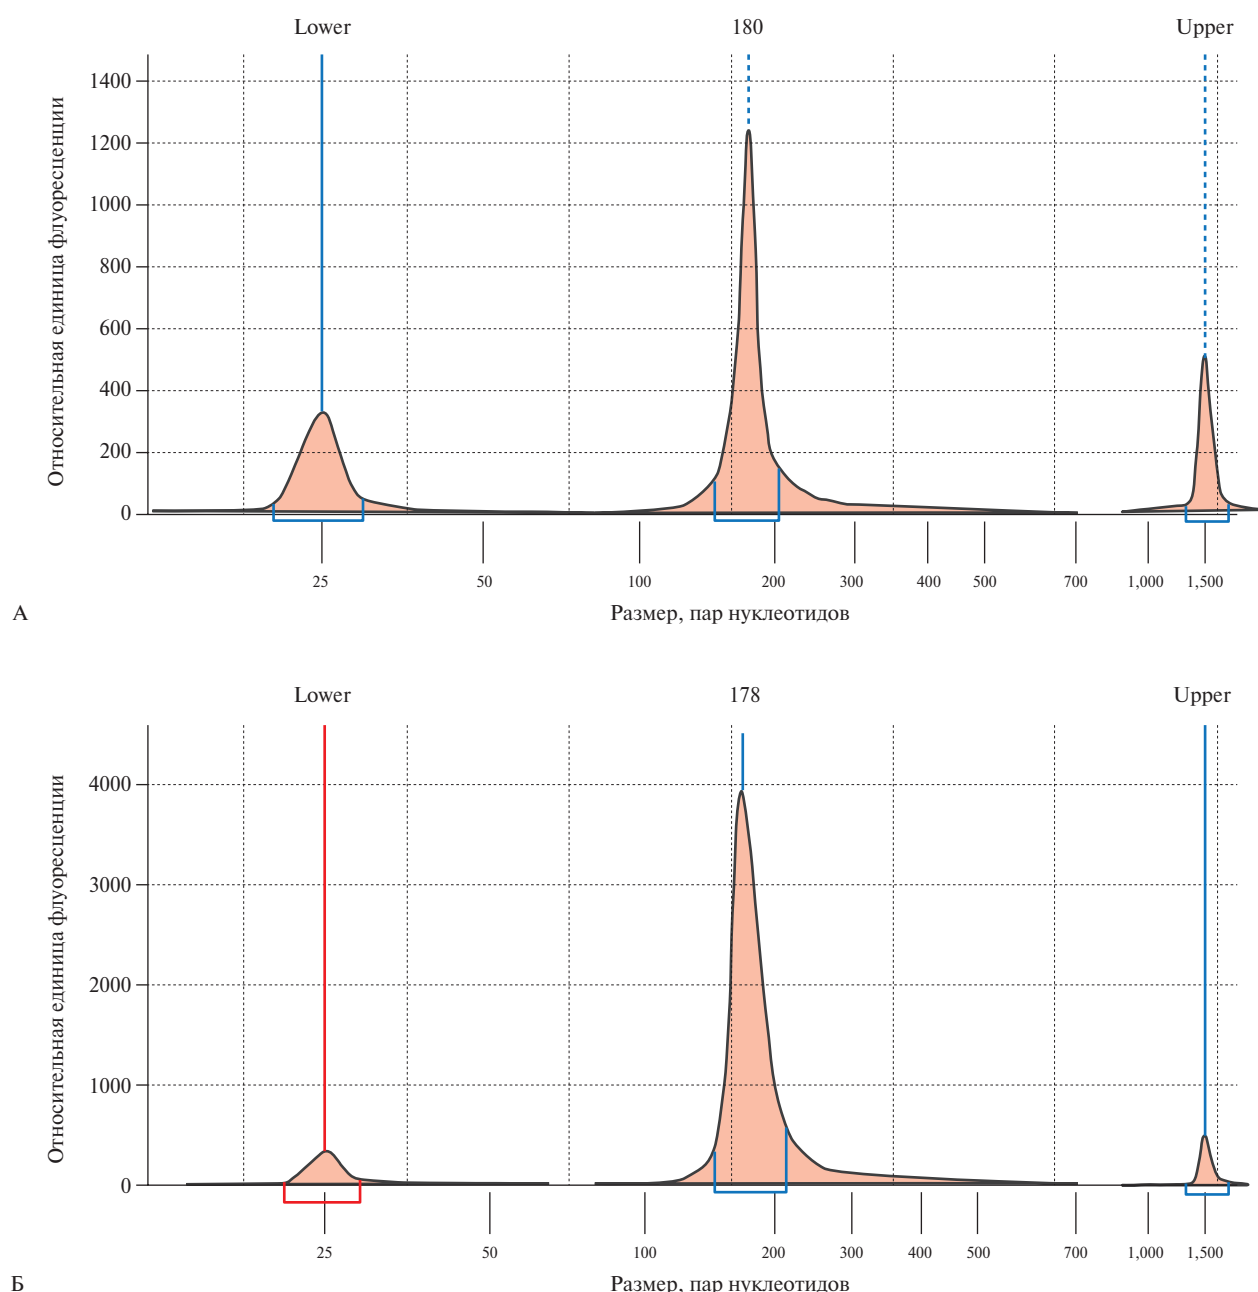 Lower 180 Upper
Относительная единица флуоресценции
1400
1200
1000
800
600
400
200
0
25 50 100 200 300 400 500 700 1,000 1,500
А
Размер, пар нуклеотидов
Lower 178 Upper
Относительная единица флуоресценции
4000
3000
2000
1000
0
25 50 100 200 300 400 500 700 1,000 1,500
Б
Размер, пар нуклеотидов